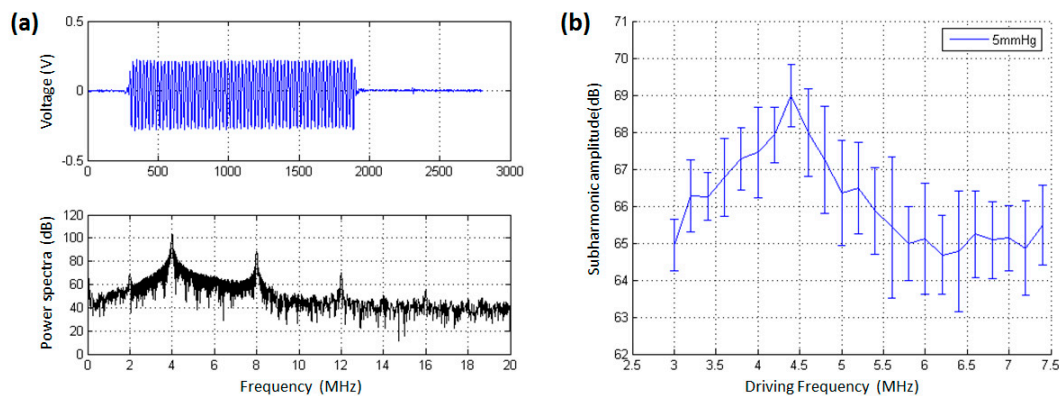 (a)
0.5
0
-0.5
Voltage (V)
0 500 1000 1500 2000 2500 3000
120
100
80
60
40
20
0
Power spectra (dB)
0 2 4 6 8 10 12 14 16 18 20
Frequency (MHz)
(b)
71
70
69
68
67
66
65
64
63
62
Subharmonic amplitude(dB)
5mmHg
2.5 3 3.5 4 4.5 5 5.5 6 6.5 7 7.5
Driving Frequency (MHz)